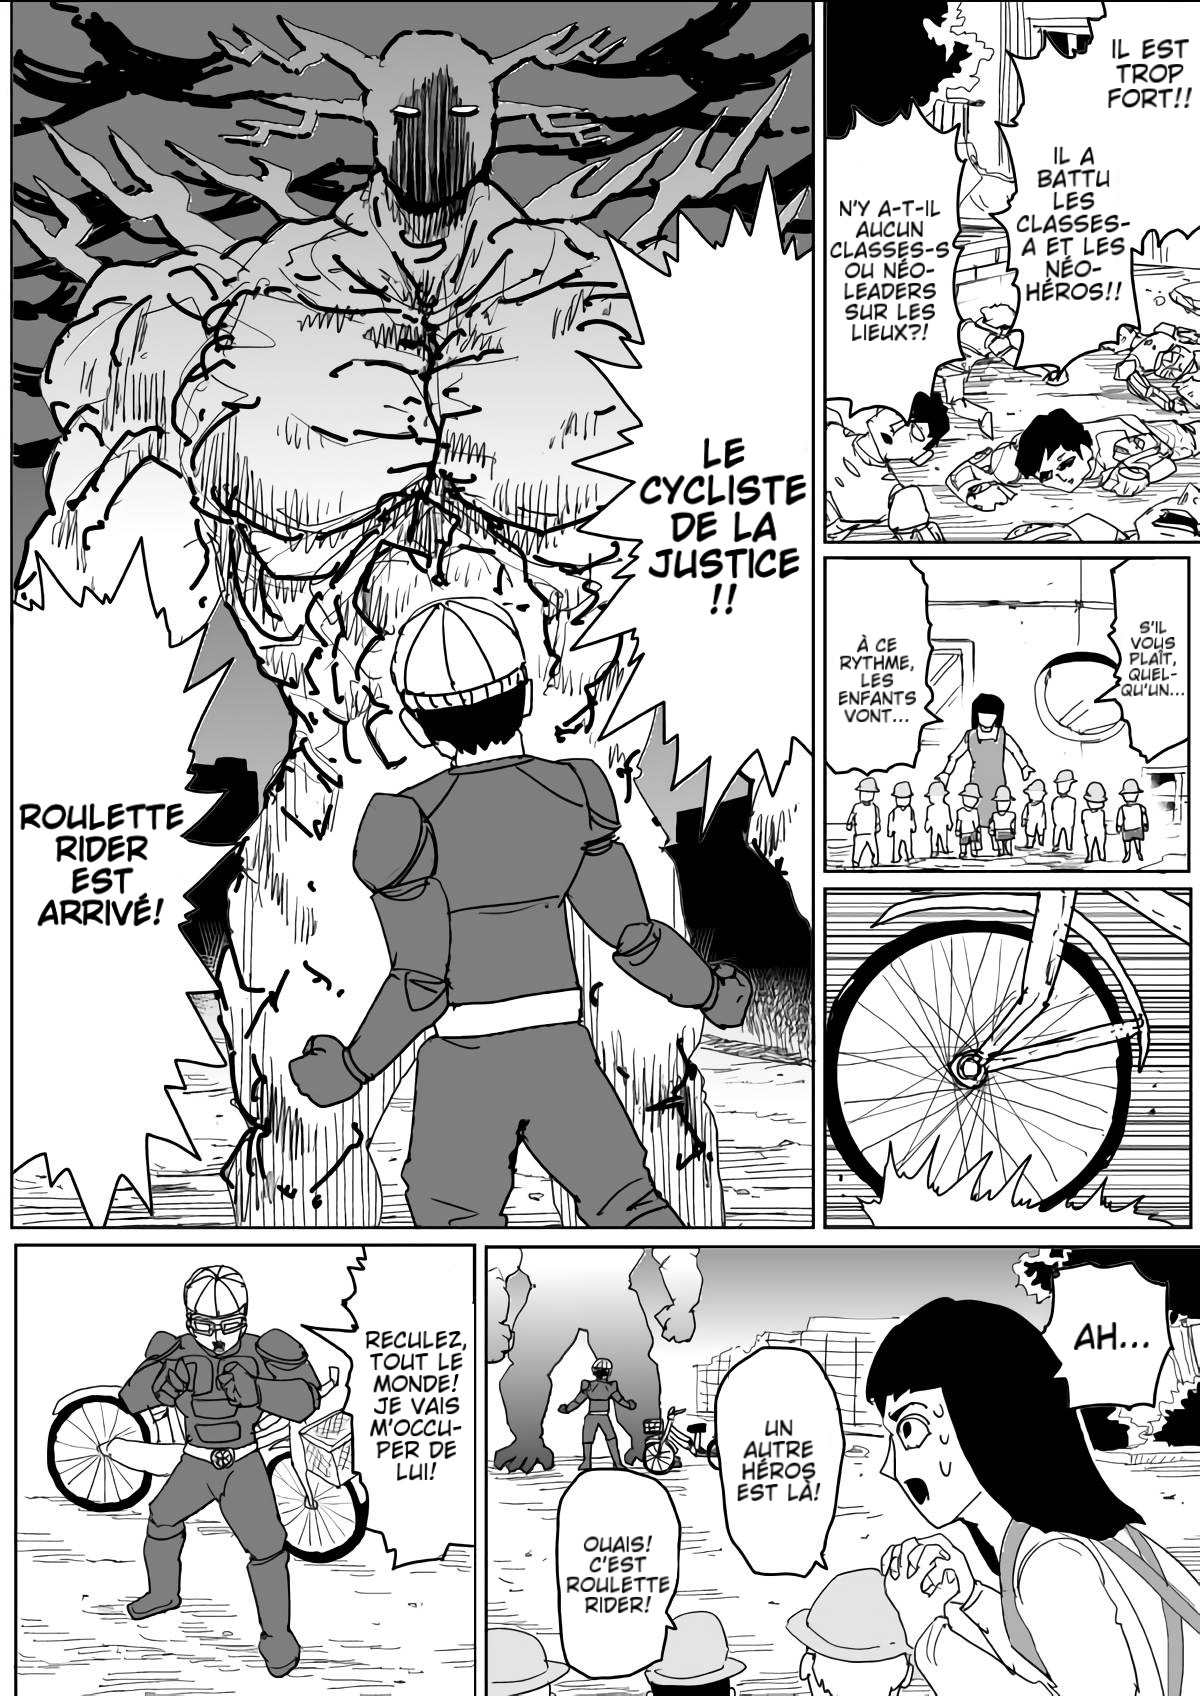 IL EST
TROP
FORT!!
IL A
BATTU
LES
CLASSES-
A ET LES
NÉO-
HÉROS!!
N'Y A-T-IL
AUCUN
CLASSES-S
OU NÉO-
LEADERS
SUR LES
LIEUX?!
S'IL
VOUS
PLAÎT,
QUEL-
QU'UN...
À CE
RYTHME,
LES
ENFANTS
VONT...
LE
CYCLISTE
DE LA
JUSTICE
!!
ROULETTE
RIDER
EST
ARRIVÉ!
AH...
UN
AUTRE
HÉROS
EST LÀ!
OUAIS!
C'EST
ROULETTE
RIDER!
RECULEZ,
TOUT LE
MONDE!
JE VAIS
M'OCCU-
PER DE
LUI!